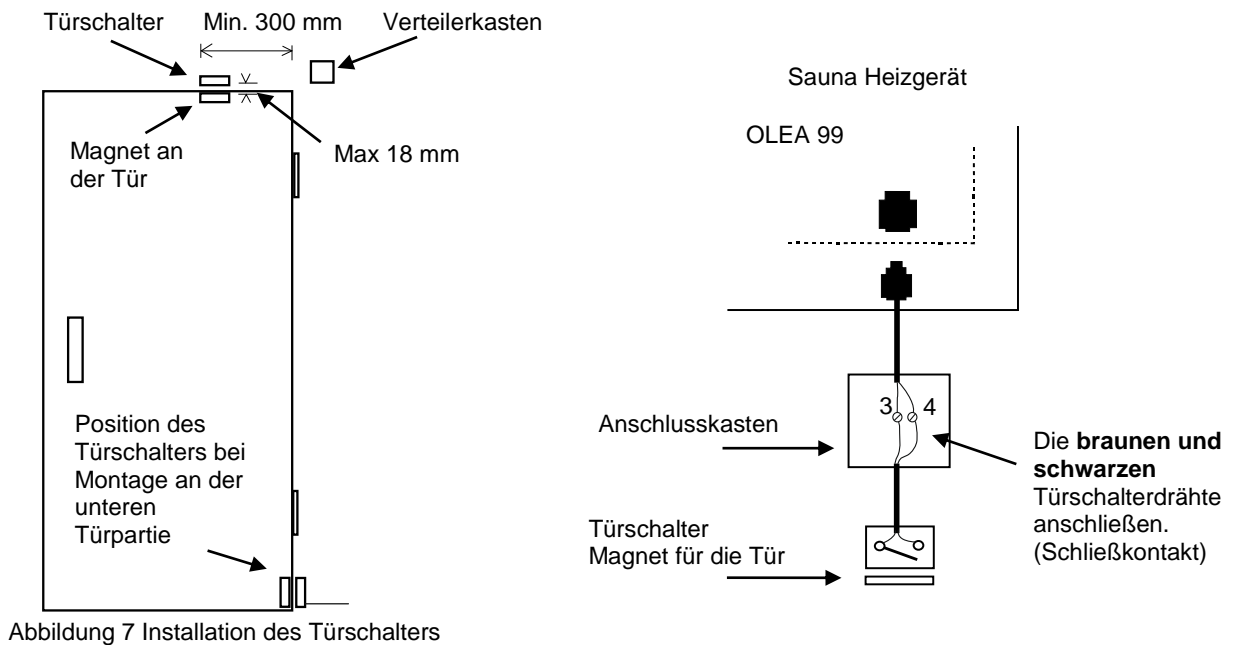 Türschalter
Min. 300 mm
Verteilerkasten
Magnet an
der Tür
Max 18 mm
Position des
Türschalters bei
Montage an der
unteren
Türpartie
Abbildung 7 Installation des Türschalters
Sauna Heizgerät
OLEA 99
3 4
Anschlusskasten
Die braunen und
schwarzen
Türschalterdrähte
anschließen.
(Schließkontakt)
Türschalter
Magnet für die Tür